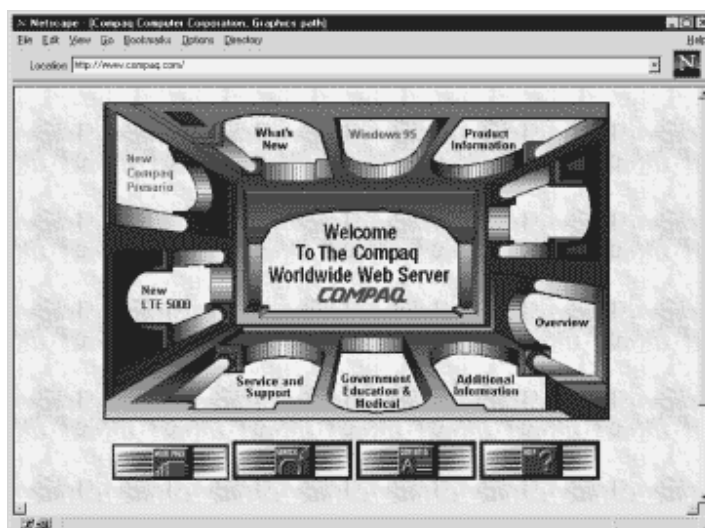 Netscape - [Compaq Computer Corporation, Graphics path]
File Edit View Go Bookmarks Options Directory Help
Location: http://www.compaq.com/
N
What's
New
Windows 95
Product
Information
New
Compaq
Presario
Welcome
To The Compaq
Worldwide Web Server
COMPAQ
New
LTE 5000
Overview
Service and
Support
Government
Education &
Medical
Additional
Information
SEARCH
HELP